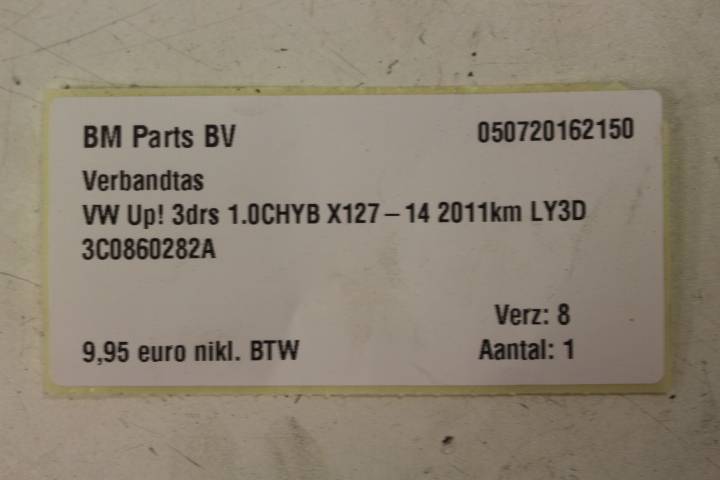 BM Parts BV 050720162150
Verbandtas
VW Up! 3drs 1.0CHYB X127-14 2011km LY3D
3C0860282A
Verz: 8
9,95 euro nikl. BTW Aantal: 1